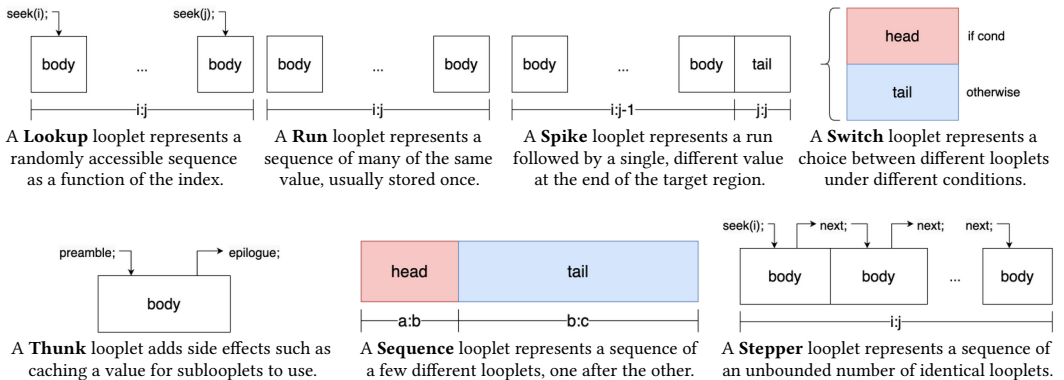 seek(i); seek(j);
body ... body
i:j
A Lookup looplet represents a
randomly accessible sequence
as a function of the index.
body ... body
i:j
A Run looplet represents a
sequence of many of the same
value, usually stored once.
body ... body tail
i:j-1 j:j
A Spike looplet represents a run
followed by a single, different value
at the end of the target region.
head if cond
tail otherwise
A Switch looplet represents a
choice between different looplets
under different conditions.
preamble; epilogue;
body
A Thunk looplet adds side effects such as
caching a value for sublooplets to use.
head tail
a:b b:c
A Sequence looplet represents a sequence of
a few different looplets, one after the other.
seek(i); next; next; next;
body body ... body
i:j
A Stepper looplet represents a sequence of
an unbounded number of identical looplets.